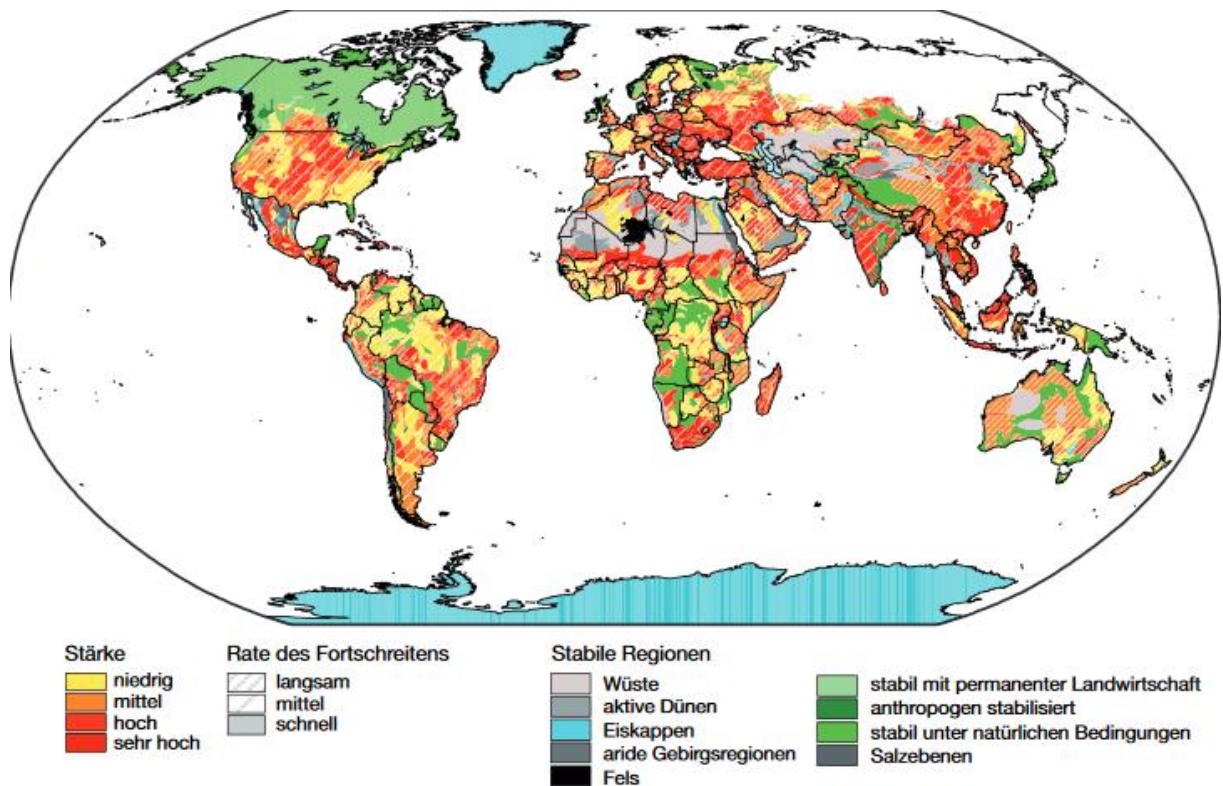 Stärke
niedrig
mittel
hoch
sehr hoch
Rate des Fortschreitens
langsam
mittel
schnell
Stabile Regionen
Wüste
aktive Dünen
Eiskappen
aride Gebirgsregionen
Fels
stabil mit permanenter Landwirtschaft
anthropogen stabilisiert
stabil unter natürlichen Bedingungen
Salzebenen